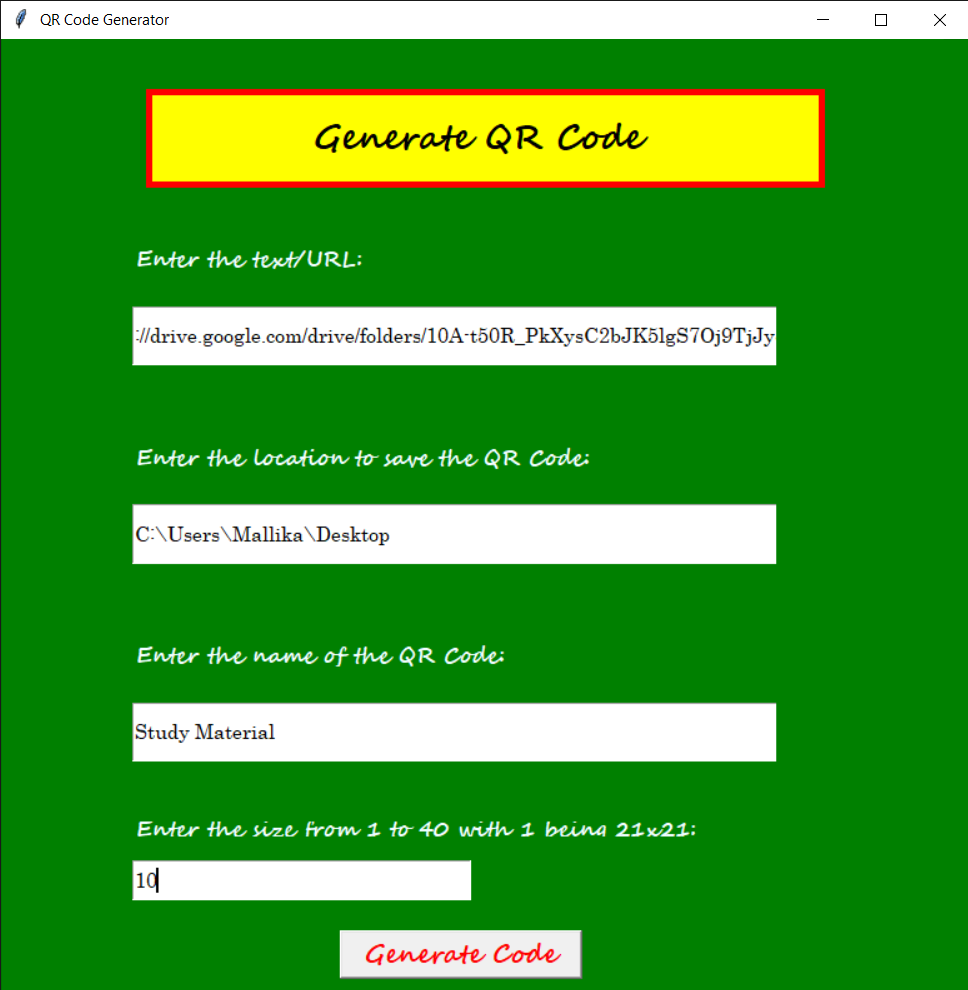 QR Code Generator
Generate QR Code
Enter the text/URL:
://drive.google.com/drive/folders/10A-t50R_PkXysC2bJK5lgS7Oj9TjJy
Enter the location to save the QR Code:
C:\Users\Mallika\Desktop
Enter the name of the QR Code:
Study Material
Enter the size from 1 to 40 with 1 being 21x21:
10
Generate Code